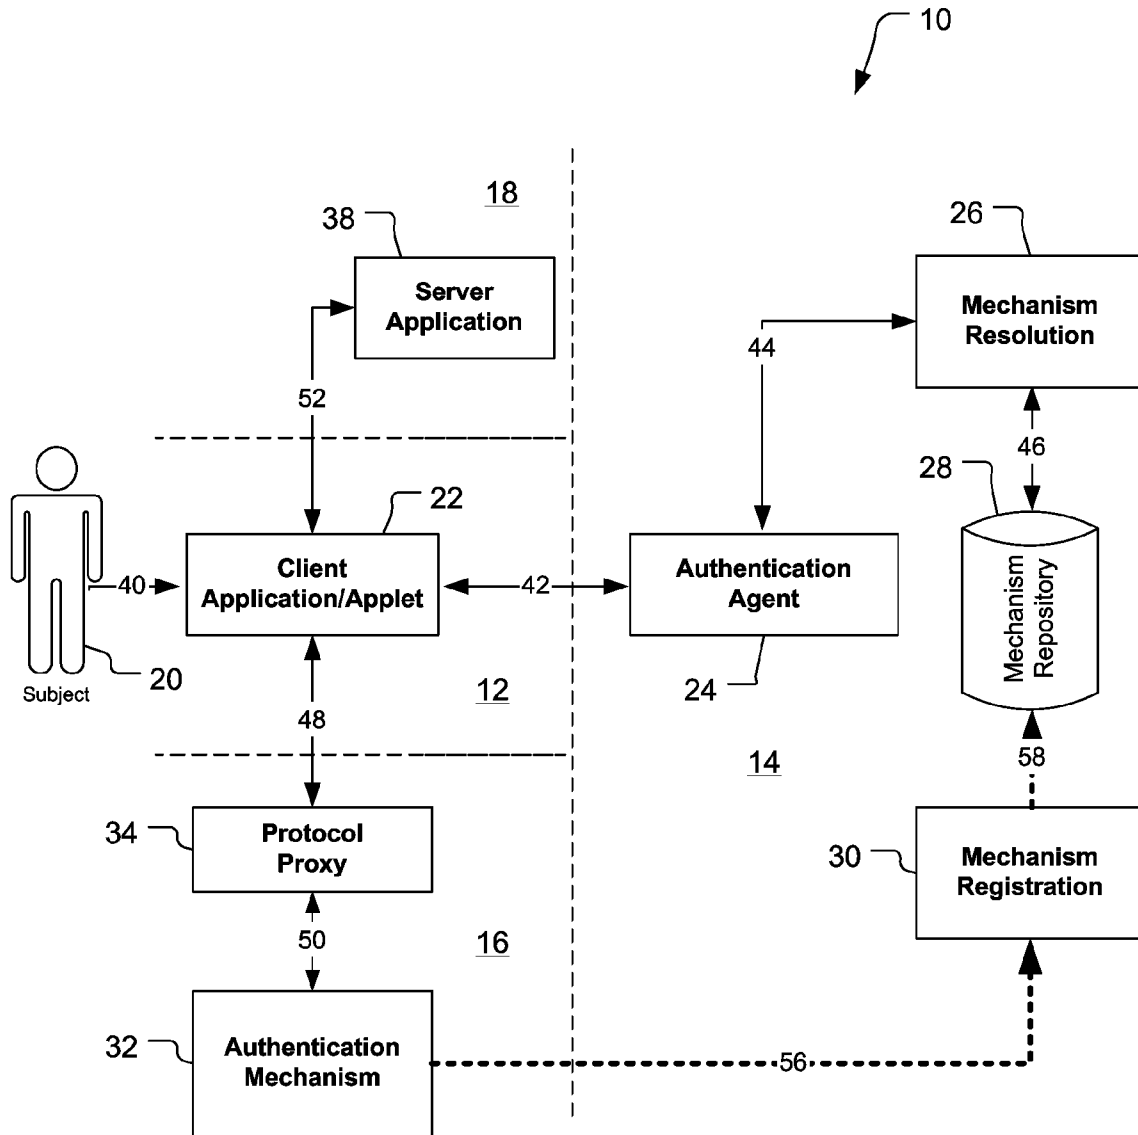 10
18
38
26
Server
Application
Mechanism
Resolution
44
52
46
28
22
Client
Application/Applet
40
42
Authentication
Agent
Mechanism
Repository
20
Subject
12
24
48
14
58
34
Protocol
Proxy
30
Mechanism
Registration
50
16
32
Authentication
Mechanism
56